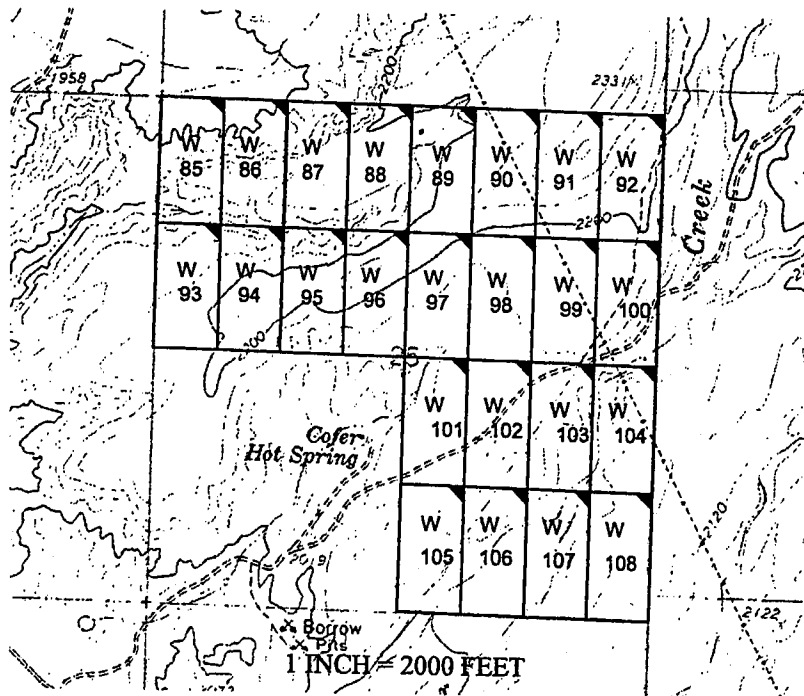 1958
2200
2331
W W W W W W W W
85 86 87 88 89 90 91 92
Creek
2200
W W W W W W W W
93 94 95 96 97 98 99 100
W W W W
101 102 103 104
Cofer
Hot Spring
2120
W W W W
105 106 107 108
2122
Borrow
Pits
1 INCH = 2000 FEET